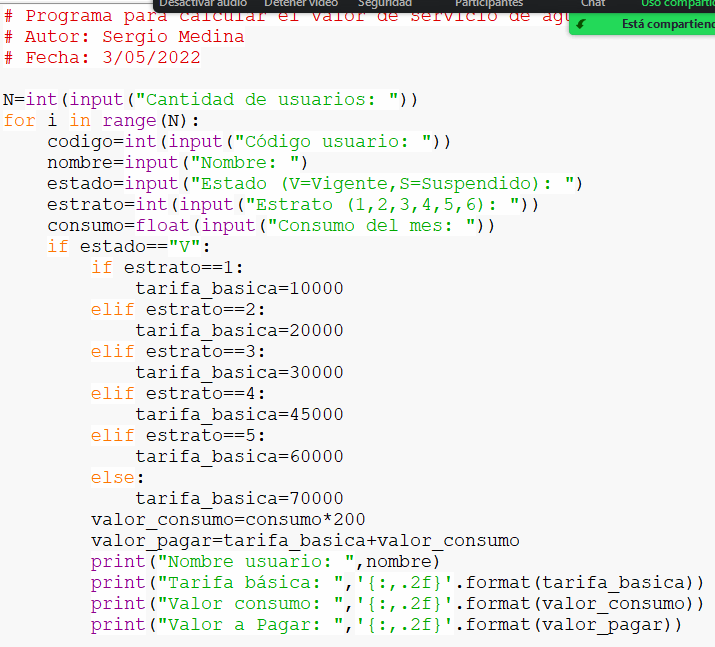 Desactivar audio Detener video Seguridad Participantes Chat Uso
Está
# Programa para calcular el valor de servicio de
# Autor: Sergio Medina
# Fecha: 3/05/2022
N=int(input("Cantidad de usuarios: "))
for i in range(N):
    codigo=int(input("Código usuario: "))
    nombre=input("Nombre: ")
    estado=input("Estado (V=Vigente,S=Suspendido): ")
    estrato=int(input("Estrato (1,2,3,4,5,6): "))
    consumo=float(input("Consumo del mes: "))
    if estado=="V":
        if estrato==1:
            tarifa_basica=10000
        elif estrato==2:
            tarifa_basica=20000
        elif estrato==3:
            tarifa_basica=30000
        elif estrato==4:
            tarifa_basica=45000
        elif estrato==5:
            tarifa_basica=60000
        else:
            tarifa_basica=70000
        valor_consumo=consumo*200
        valor_pagar=tarifa_basica+valor_consumo
        print("Nombre usuario: ",nombre)
        print("Tarifa básica: ",'{:,.2f}'.format(tarifa_basica))
        print("Valor consumo: ",'{:,.2f}'.format(valor_consumo))
        print("Valor a Pagar: ",'{:,.2f}'.format(valor_pagar))